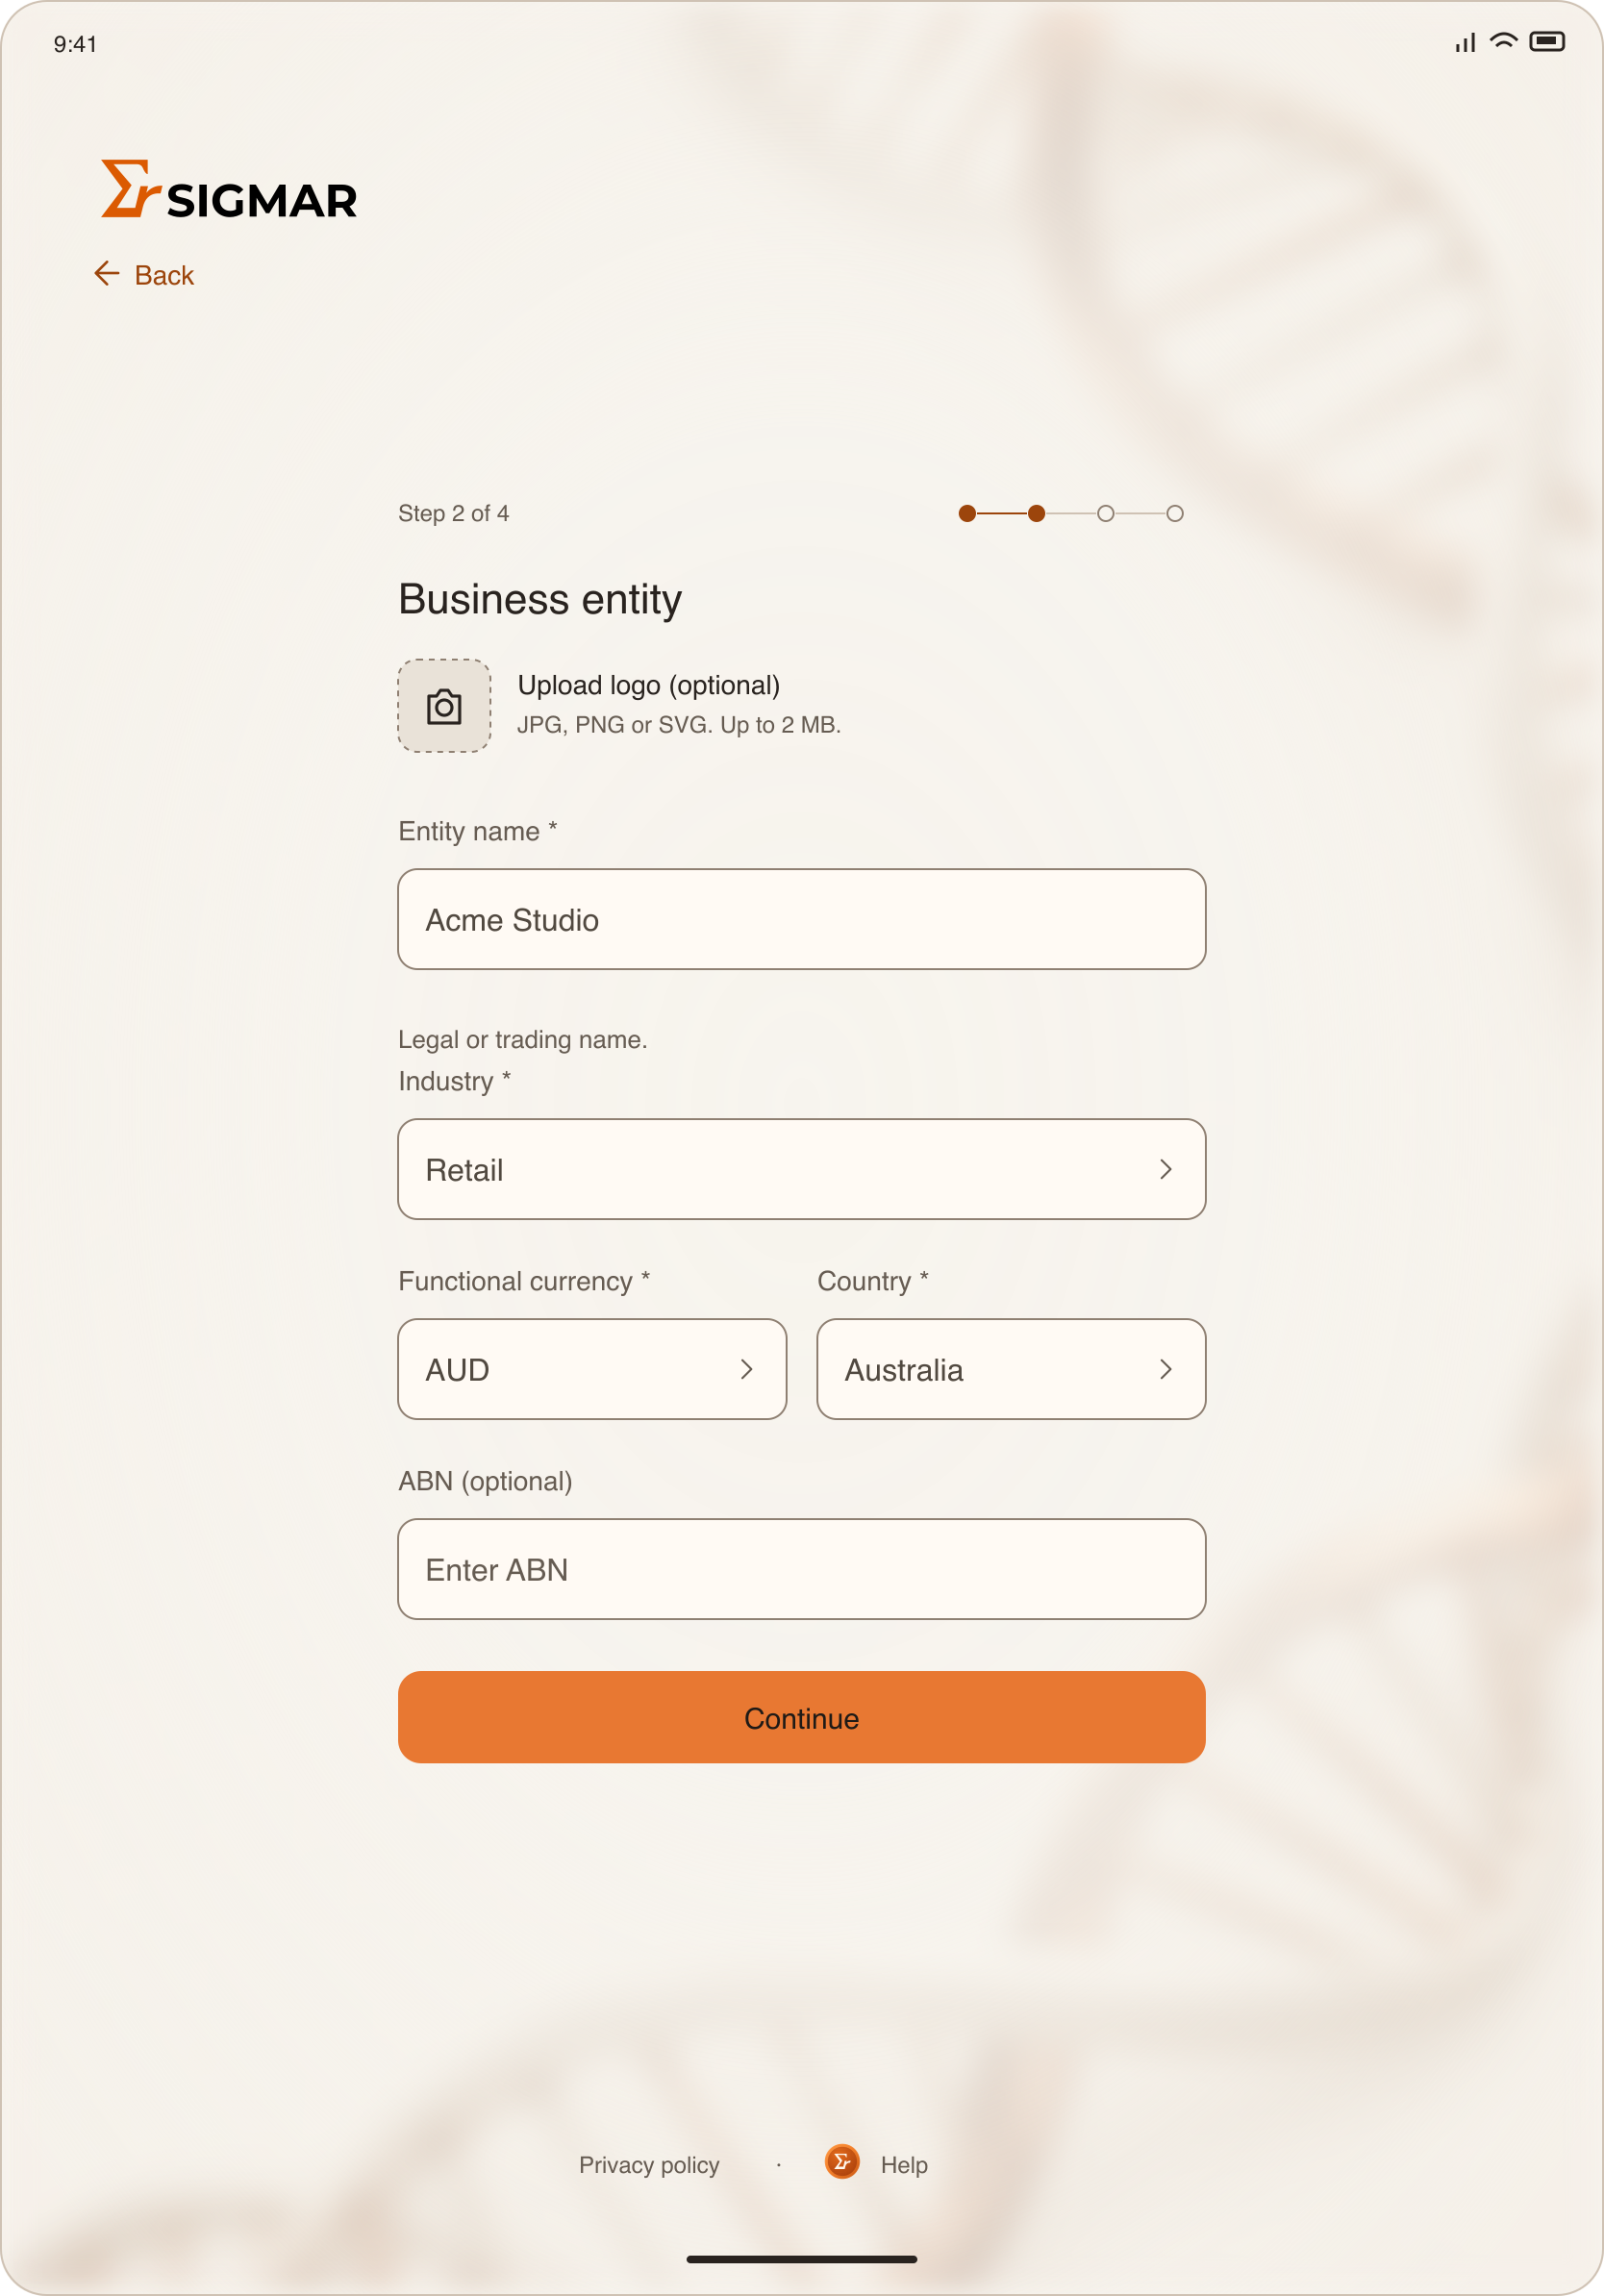 9:41
Σr SIGMAR
Back
Step 2 of 4
Business entity
Upload logo (optional)
JPG, PNG or SVG. Up to 2 MB.
Entity name *
Acme Studio
Legal or trading name.
Industry *
Retail
Functional currency * Country *
AUD Australia
ABN (optional)
Enter ABN
Continue
Privacy policy · Σr Help